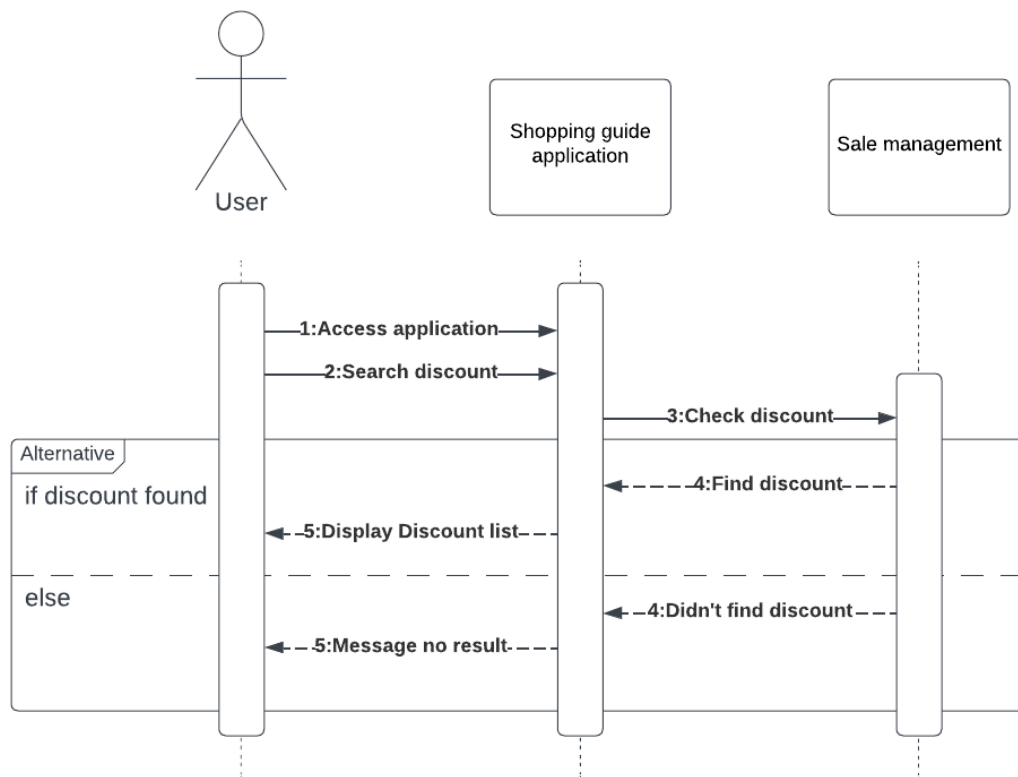 User
Shopping guide
application
Sale management
1:Access application
2:Search discount
3:Check discount
Alternative
if discount found
4:Find discount
5:Display Discount list
else
4:Didn't find discount
5:Message no result